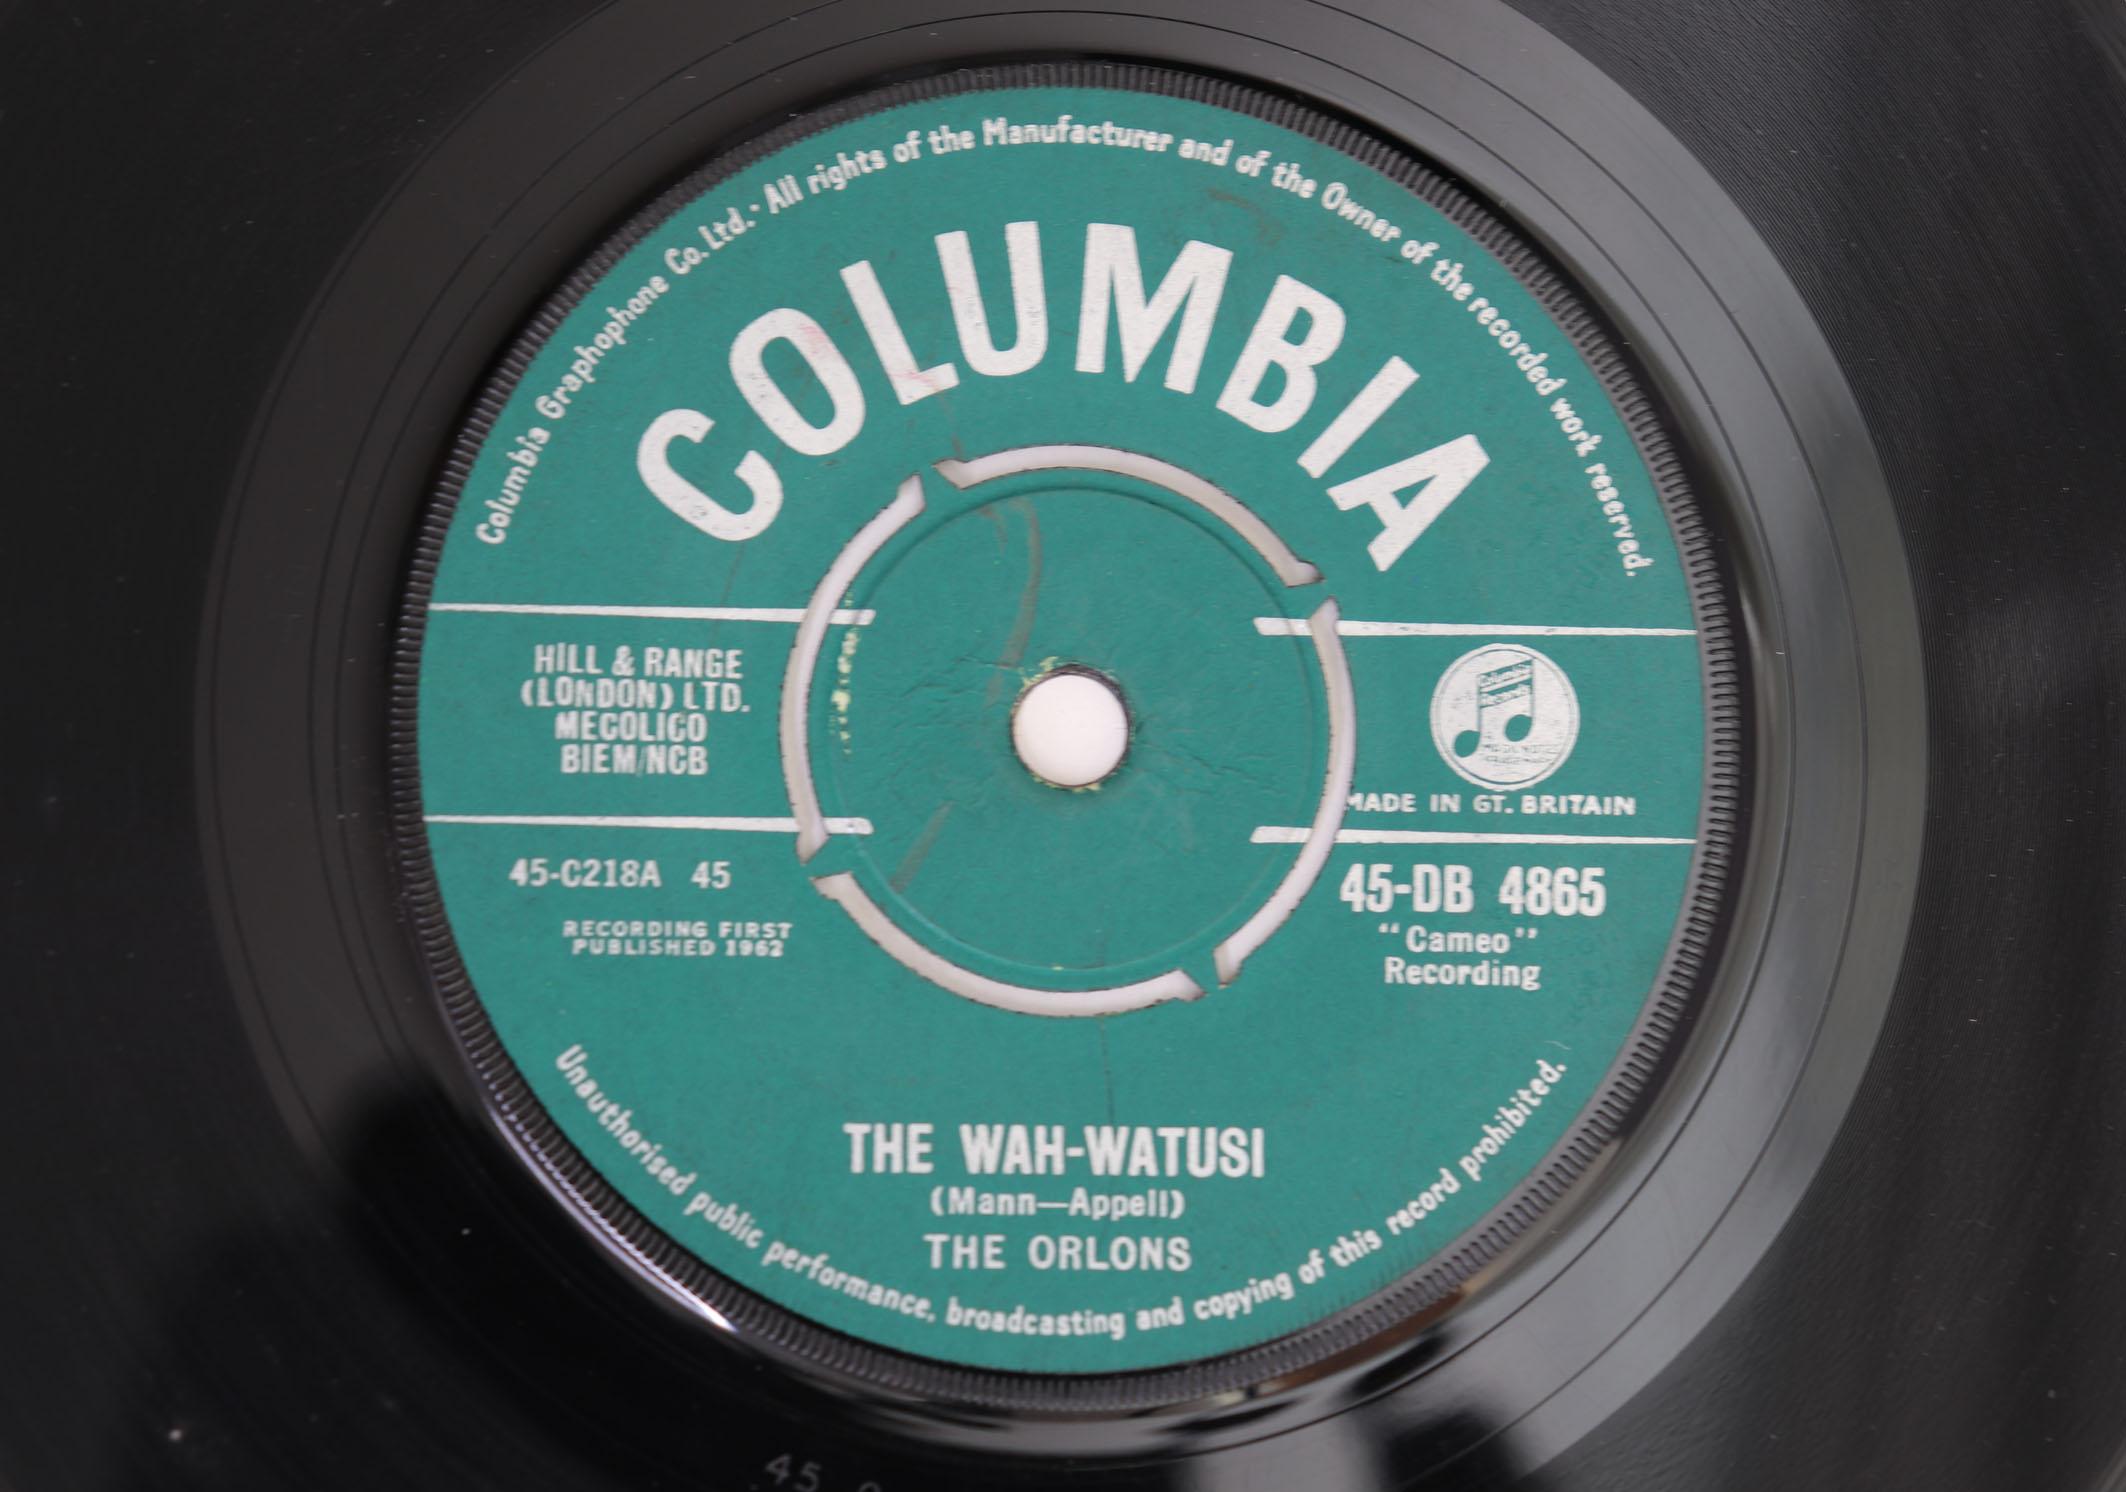 Columbia Graphophone Co. Ltd. · All rights of the Manufacturer and of the Owner of the recorded work reserved.
COLUMBIA
HILL & RANGE
(LONDON) LTD.
MECOLICO
BIEM/NCB
Columbia
Records
MADE IN GT. BRITAIN
45-C218A 45
45-DB 4865
RECORDING FIRST
PUBLISHED 1962
"Cameo"
Recording
THE WAH-WATUSI
(Mann—Appell)
THE ORLONS
Unauthorised public performance, broadcasting and copying of this record prohibited.
45